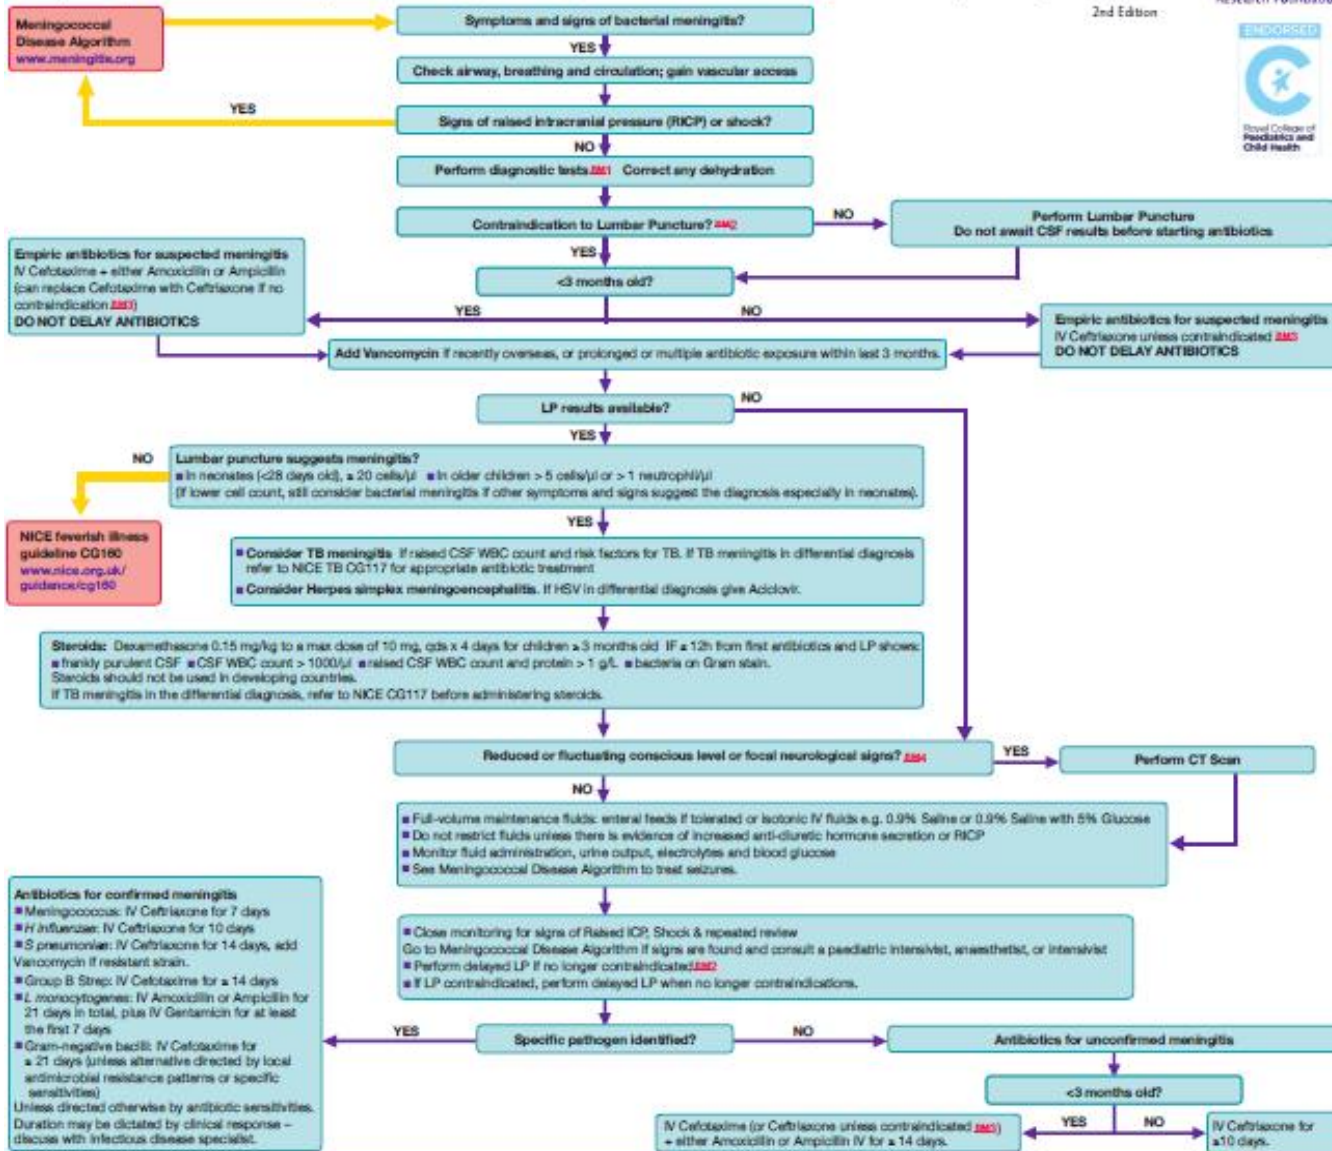 2nd Edition
ENDORSED
Royal College of
Paediatrics and
Child Health
Meningococcal
Disease Algorithm
www.meningitis.org
Symptoms and signs of bacterial meningitis?
YES
Check airway, breathing and circulation; gain vascular access
YES
Signs of raised intracranial pressure (RICP) or shock?
NO
Perform diagnostic tests BM1 Correct any dehydration
Contraindication to Lumbar Puncture? BM2
NO
Perform Lumbar Puncture
Do not await CSF results before starting antibiotics
YES
<3 months old?
Empiric antibiotics for suspected meningitis
IV Cefotaxime + either Amoxicillin or Ampicillin
(can replace Cefotaxime with Ceftriaxone if no
contraindication BM3)
DO NOT DELAY ANTIBIOTICS
YES
NO
Empiric antibiotics for suspected meningitis
IV Ceftriaxone unless contraindicated BM3
DO NOT DELAY ANTIBIOTICS
Add Vancomycin if recently overseas, or prolonged or multiple antibiotic exposure within last 3 months.
LP results available?
NO
YES
NO
Lumbar puncture suggests meningitis?
■ In neonates (<28 days old), ≥ 20 cells/µl ■ In older children > 5 cells/µl or > 1 neutrophil/µl
(if lower cell count, still consider bacterial meningitis if other symptoms and signs suggest the diagnosis especially in neonates).
YES
NICE feverish illness
guideline CG160
www.nice.org.uk/
guidance/cg160
■ Consider TB meningitis if raised CSF WBC count and risk factors for TB. If TB meningitis in differential diagnosis
refer to NICE TB CG117 for appropriate antibiotic treatment
■ Consider Herpes simplex meningoencephalitis. If HSV in differential diagnosis give Aciclovir.
Steroids: Dexamethasone 0.15 mg/kg to a max dose of 10 mg, qds x 4 days for children ≥ 3 months old IF ≤ 12h from first antibiotics and LP shows:
■ frankly purulent CSF ■ CSF WBC count > 1000/µl ■ raised CSF WBC count and protein > 1 g/L ■ bacteria on Gram stain.
Steroids should not be used in developing countries.
If TB meningitis in the differential diagnosis, refer to NICE CG117 before administering steroids.
Reduced or fluctuating conscious level or focal neurological signs? BM4
YES
Perform CT Scan
NO
■ Full-volume maintenance fluids: enteral feeds if tolerated or isotonic IV fluids e.g. 0.9% Saline or 0.9% Saline with 5% Glucose
■ Do not restrict fluids unless there is evidence of increased anti-diuretic hormone secretion or RICP
■ Monitor fluid administration, urine output, electrolytes and blood glucose
■ See Meningococcal Disease Algorithm to treat seizures.
■ Close monitoring for signs of Raised ICP, Shock & repeated review
Go to Meningococcal Disease Algorithm if signs are found and consult a paediatric intensivist, anaesthetist, or intensivist
■ Perform delayed LP if no longer contraindicated BM2
■ If LP contraindicated, perform delayed LP when no longer contraindications.
Antibiotics for confirmed meningitis
■ Meningococcus: IV Ceftriaxone for 7 days
■ H influenzae: IV Ceftriaxone for 10 days
■ S pneumoniae: IV Ceftriaxone for 14 days, add
Vancomycin if resistant strain.
■ Group B Strep: IV Cefotaxime for ≥ 14 days
■ L monocytogenes: IV Amoxicillin or Ampicillin for
21 days in total, plus IV Gentamicin for at least
the first 7 days
■ Gram-negative bacilli: IV Cefotaxime for
≥ 21 days (unless alternative directed by local
antimicrobial resistance patterns or specific
sensitivities)
Unless directed otherwise by antibiotic sensitivities.
Duration may be dictated by clinical response –
discuss with infectious disease specialist.
YES
Specific pathogen identified?
NO
Antibiotics for unconfirmed meningitis
<3 months old?
YES
NO
IV Cefotaxime (or Ceftriaxone unless contraindicated BM3)
+ either Amoxicillin or Ampicillin IV for ≥ 14 days.
IV Ceftriaxone for
≥10 days.